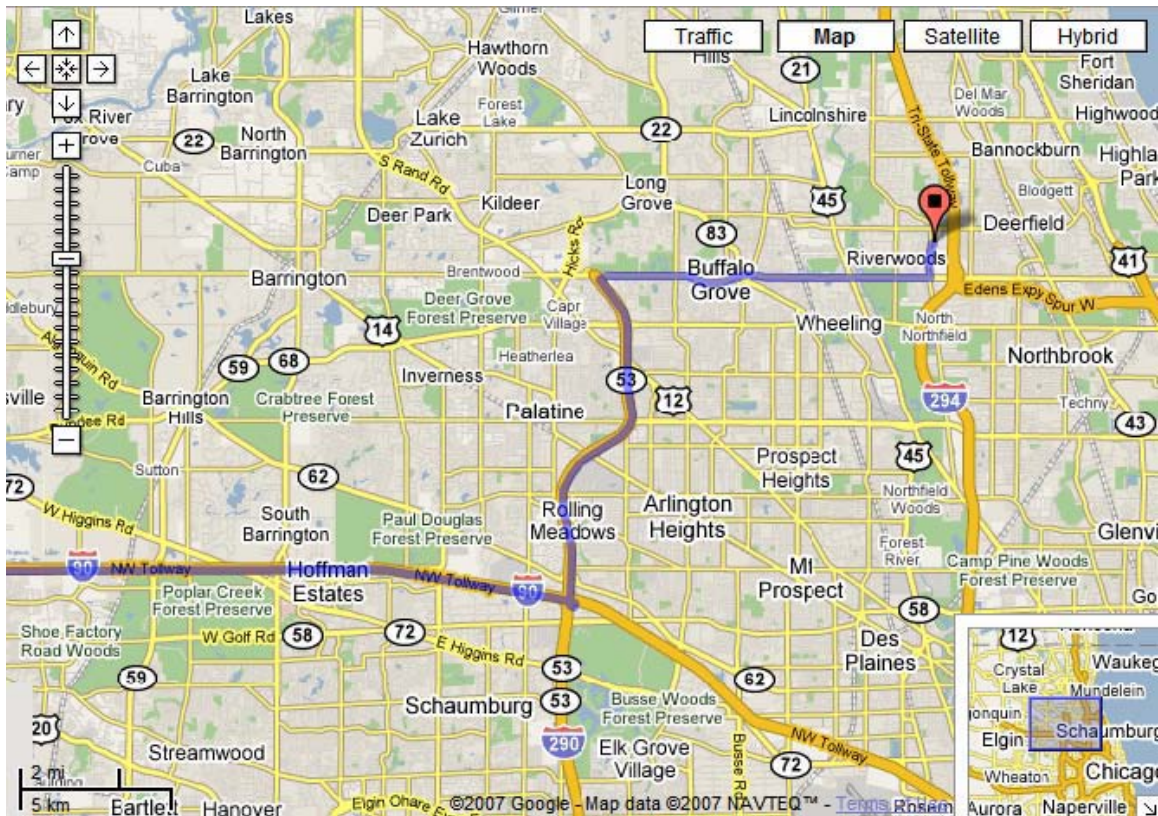 Lakes
Gilmer
Traffic
Map
Satellite
Hybrid
Hawthorn
Woods
Hills
21
Fort
Sheridan
Lake
Barrington
Forest
Lake
Del Mar
Woods
Lake
Zurich
Lincolnshire
Highwood
22
North
Barrington
22
Cuba
Tri-State Tollway
Bannockburn
S Rand Rd
Long
Grove
45
Blodgett
Deer Park
Kildeer
83
Deerfield
Hicks Rd
Riverwoods
41
Barrington
Brentwood
Buffalo
Grove
Edens Expy Spur W
Deer Grove
Forest Preserve
Capr
Village
14
Wheeling
North
Northfield
Algonquin Rd
59
68
Heatherlea
Northbrook
Inverness
53
12
294
Barrington
Hills
Crabtree Forest
Preserve
Palatine
Techny
43
Sutton
62
Prospect
Heights
45
72
W Higgins Rd
South
Barrington
Paul Douglas
Forest Preserve
Rolling
Meadows
Arlington
Heights
Northfield
Woods
Forest
River
Camp Pine Woods
Forest Preserve
90
NW Tollway
Hoffman
Estates
NW Tollway
90
Mt
Prospect
Poplar Creek
Forest Preserve
58
Shoe Factory
Road Woods
W Golf Rd
58
72
E Higgins Rd
Des
Plaines
59
53
53
62
Schaumburg
Busse Woods
Forest Preserve
20
290
Elk Grove
Village
Busse Rd
NW Tollway
72
Streamwood
2 mi
5 km
Bartlett
Hanover
Elgin Ohare Exp
©2007 Google - Map data ©2007 NAVTEQ™ -
12
Crystal
Lake
Waukeg
Mundelein
Elgin
Schaumburg
Wheaton
Chicago
Aurora
Naperville